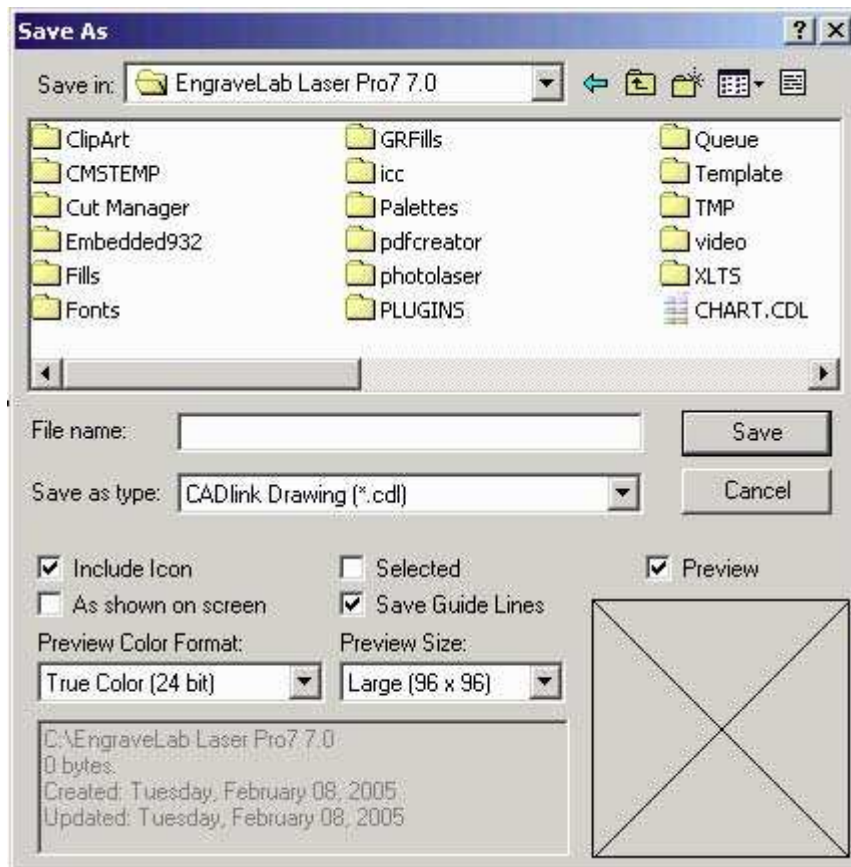 Save As
Save in: EngraveLab Laser Pro7 7.0
ClipArt GRFills Queue
CMSTEMP icc Template
Cut Manager Palettes TMP
Embedded932 pdfcreator video
Fills photolaser XLTS
Fonts PLUGINS CHART.CDL
File name: Save
Save as type: CADlink Drawing (*.cdl) Cancel
Include Icon Selected Preview
As shown on screen Save Guide Lines
Preview Color Format: Preview Size:
True Color (24 bit) Large (96 x 96)
C:\EngraveLab Laser Pro7 7.0
0 bytes.
Created: Tuesday, February 08, 2005
Updated: Tuesday, February 08, 2005